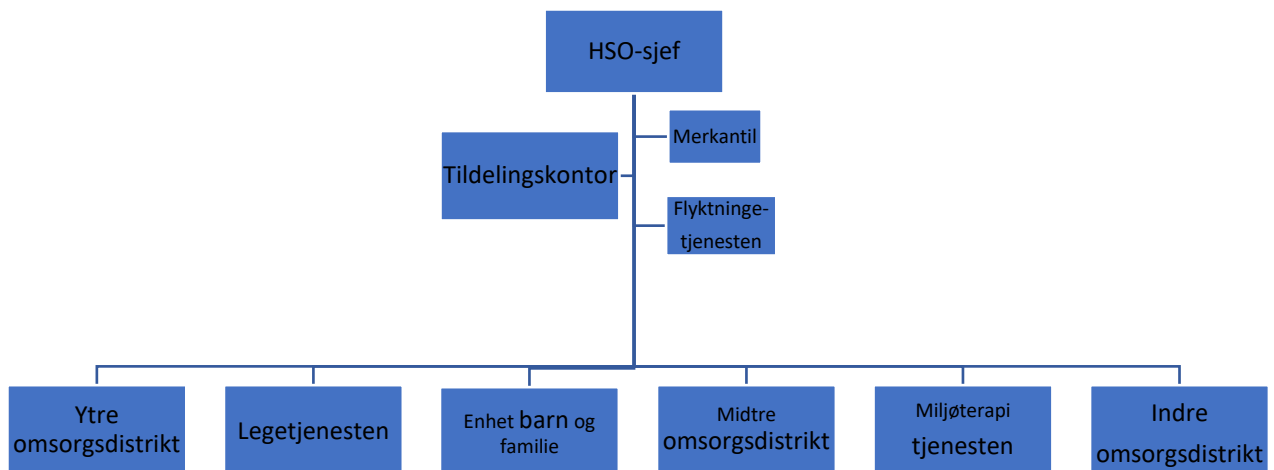 HSO-sjef
Merkantil
Tildelingskontor
Flyktninge-
tjenesten
Ytre
omsorgsdistrikt
Legetjenesten
Enhet barn og
familie
Midtre
omsorgsdistrikt
Miljøterapi
tjenesten
Indre
omsorgsdistrikt